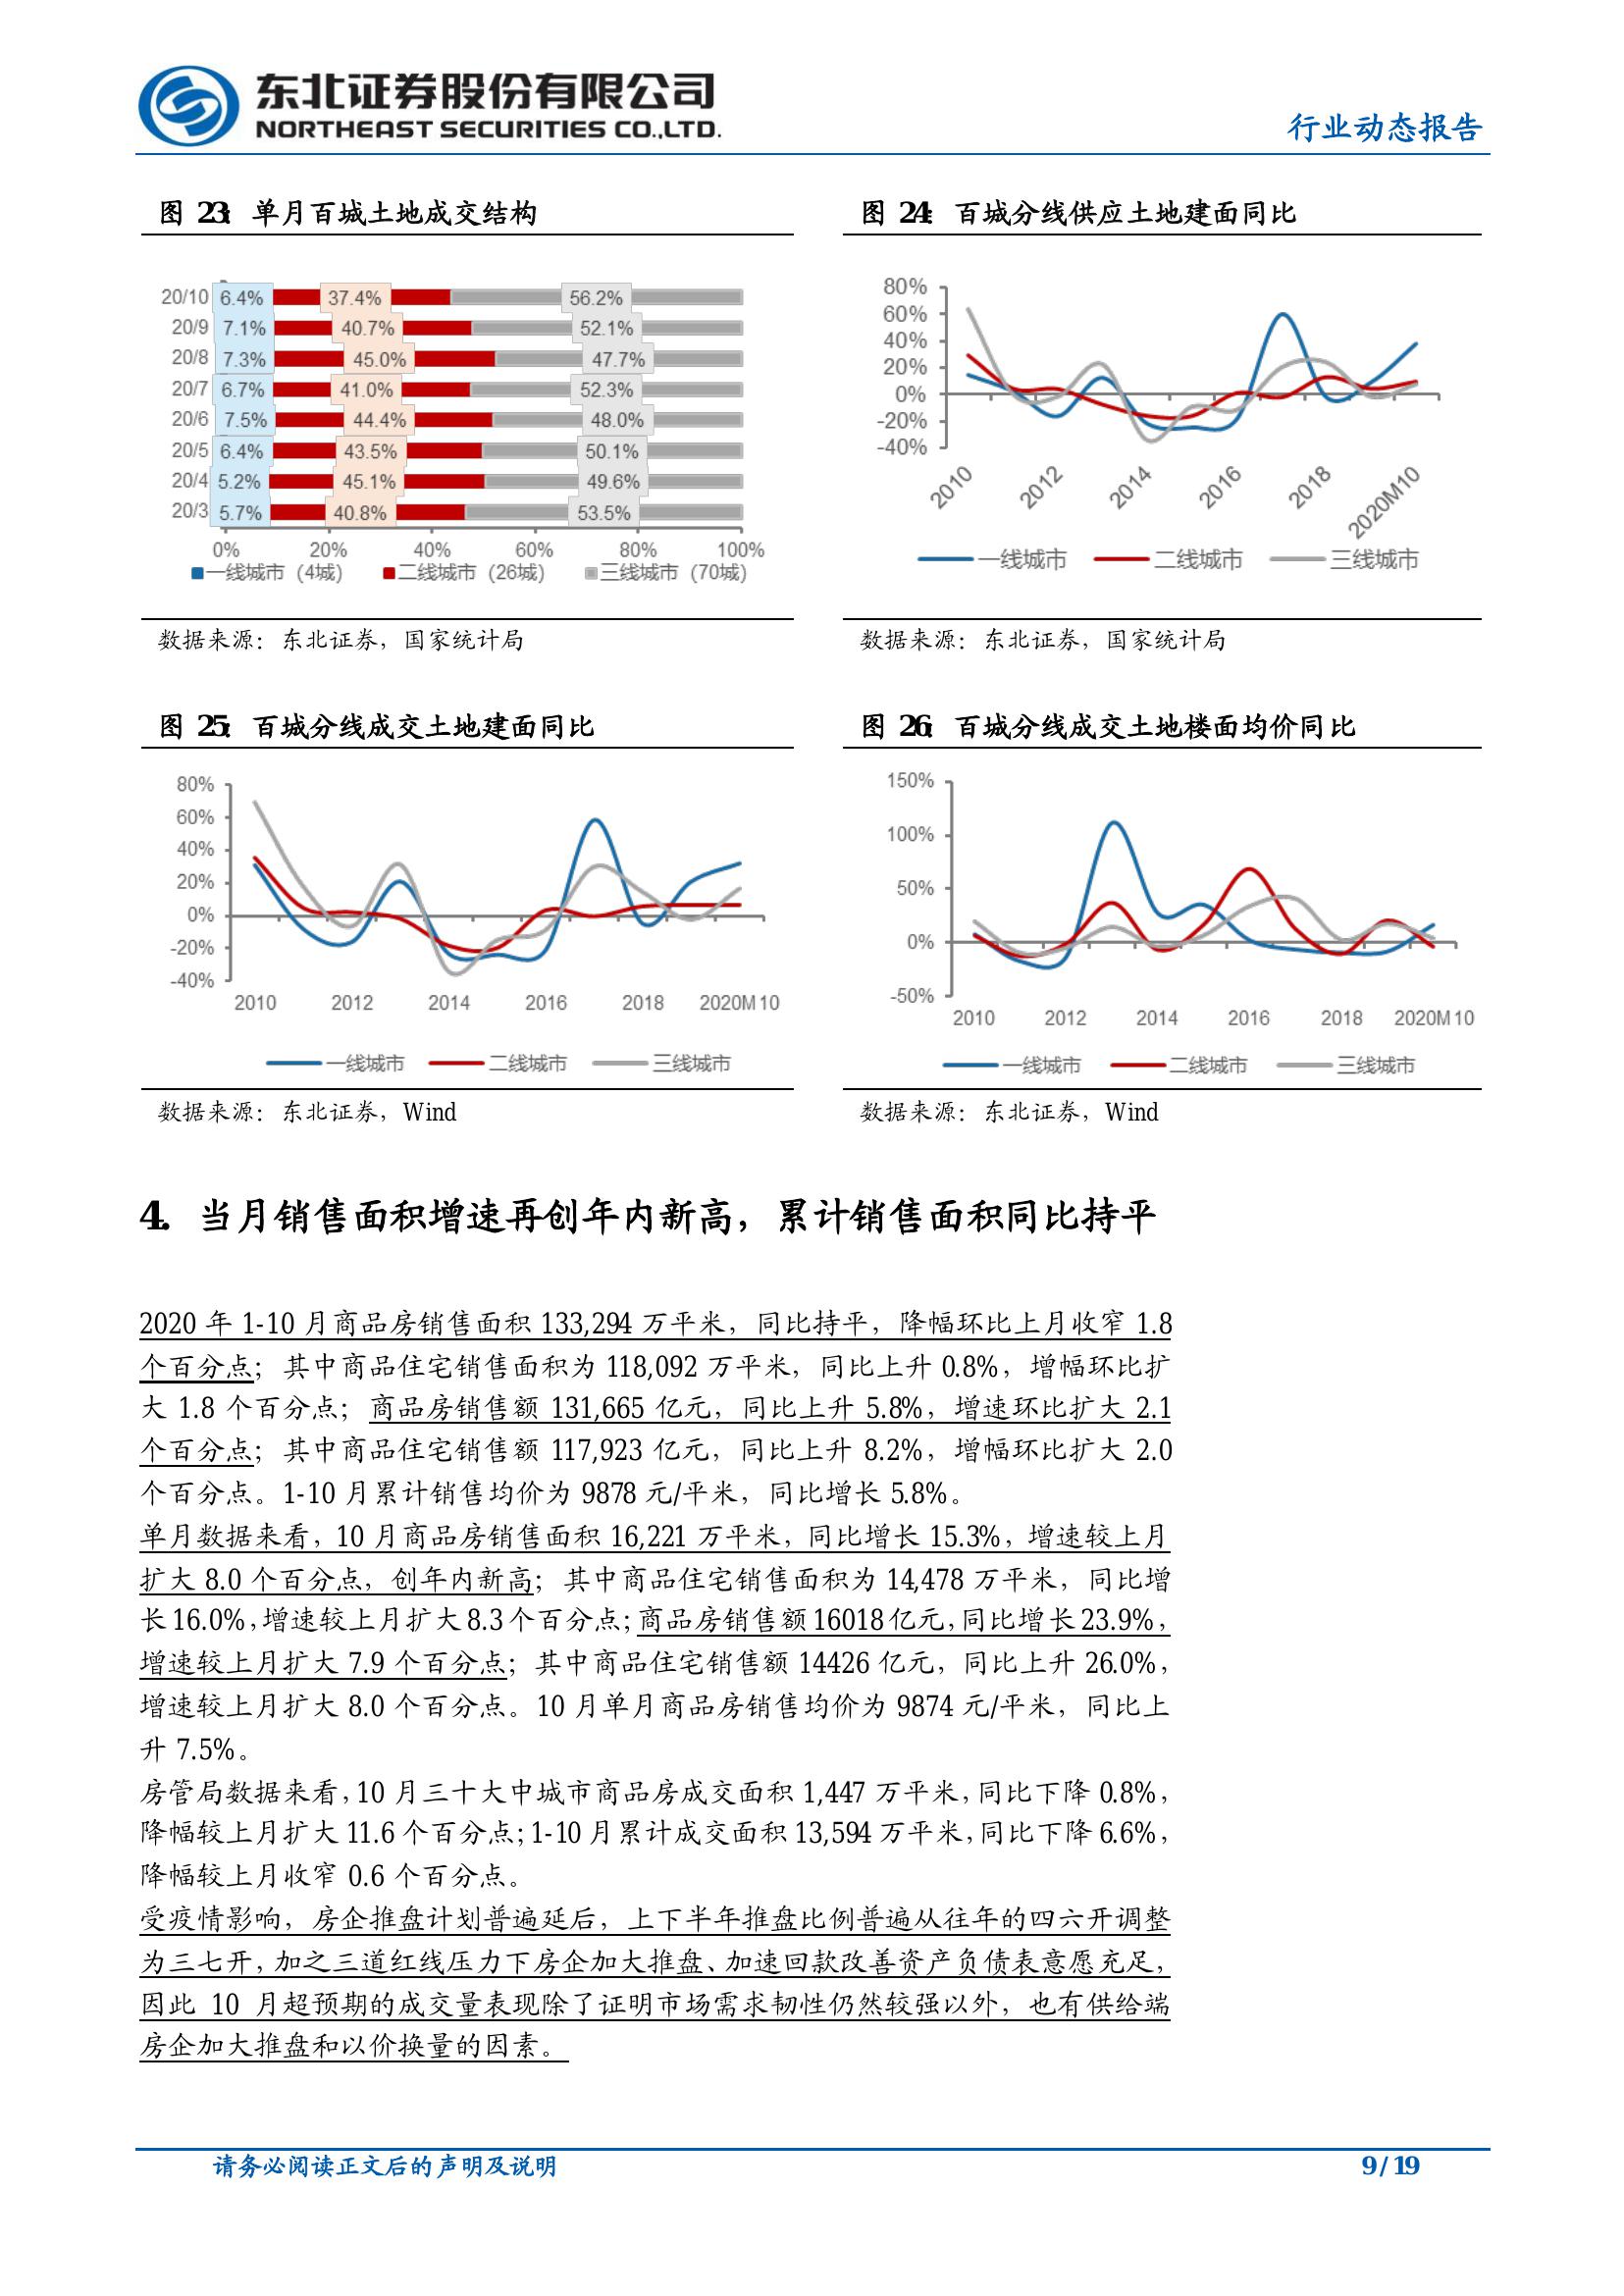 东北证券股份有限公司
NORTHEAST SECURITIES CO.,LTD.
行业动态报告
图 23: 单月百城土地成交结构
20/10 6.4% 37.4% 56.2%
20/9 7.1% 40.7% 52.1%
20/8 7.3% 45.0% 47.7%
20/7 6.7% 41.0% 52.3%
20/6 7.5% 44.4% 48.0%
20/5 6.4% 43.5% 50.1%
20/4 5.2% 45.1% 49.6%
20/3 5.7% 40.8% 53.5%
0% 20% 40% 60% 80% 100%
一线城市（4城） 二线城市（26城） 三线城市（70城）
数据来源：东北证券，国家统计局
图 24: 百城分线供应土地建面同比
80%
60%
40%
20%
0%
-20%
-40%
2010 2012 2014 2016 2018 2020M10
一线城市 二线城市 三线城市
数据来源：东北证券，国家统计局
图 25: 百城分线成交土地建面同比
80%
60%
40%
20%
0%
-20%
-40%
2010 2012 2014 2016 2018 2020M10
一线城市 二线城市 三线城市
数据来源：东北证券，Wind
图 26: 百城分线成交土地楼面均价同比
150%
100%
50%
0%
-50%
2010 2012 2014 2016 2018 2020M10
一线城市 二线城市 三线城市
数据来源：东北证券，Wind
4. 当月销售面积增速再创年内新高，累计销售面积同比持平
2020 年 1-10 月商品房销售面积 133,294 万平米，同比持平，降幅环比上月收窄 1.8
个百分点；其中商品住宅销售面积为 118,092 万平米，同比上升 0.8%，增幅环比扩
大 1.8 个百分点；商品房销售额 131,665 亿元，同比上升 5.8%，增速环比扩大 2.1
个百分点；其中商品住宅销售额 117,923 亿元，同比上升 8.2%，增幅环比扩大 2.0
个百分点。1-10 月累计销售均价为 9878 元/平米，同比增长 5.8%。
单月数据来看，10 月商品房销售面积 16,221 万平米，同比增长 15.3%，增速较上月
扩大 8.0 个百分点，创年内新高；其中商品住宅销售面积为 14,478 万平米，同比增
长 16.0%，增速较上月扩大 8.3 个百分点；商品房销售额 16018 亿元，同比增长 23.9%，
增速较上月扩大 7.9 个百分点；其中商品住宅销售额 14426 亿元，同比上升 26.0%，
增速较上月扩大 8.0 个百分点。10 月单月商品房销售均价为 9874 元/平米，同比上
升 7.5%。
房管局数据来看，10 月三十大中城市商品房成交面积 1,447 万平米，同比下降 0.8%，
降幅较上月扩大 11.6 个百分点；1-10 月累计成交面积 13,594 万平米，同比下降 6.6%，
降幅较上月收窄 0.6 个百分点。
受疫情影响，房企推盘计划普遍延后，上下半年推盘比例普遍从往年的四六开调整
为三七开，加之三道红线压力下房企加大推盘、加速回款改善资产负债表意愿充足，
因此 10 月超预期的成交量表现除了证明市场需求韧性仍然较强以外，也有供给端
房企加大推盘和以价换量的因素。
请务必阅读正文后的声明及说明
9 / 19